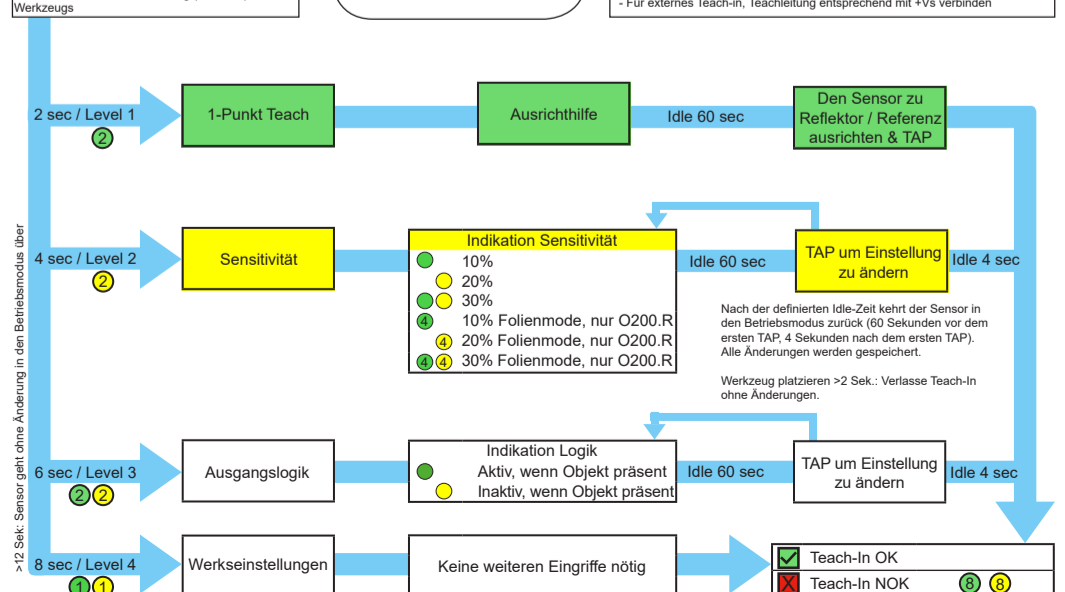 Werkzeugs
- Für externes Teach-in, Teachleitung entsprechend mit +Vs verbinden
2 sec / Level 1
2
1-Punkt Teach
Ausrichthilfe
Idle 60 sec
Den Sensor zu
Reflektor / Referenz
ausrichten & TAP
>12 Sek: Sensor geht ohne Änderung in den Betriebsmodus über
4 sec / Level 2
2
Sensitivität
Indikation Sensitivität
10%
20%
30%
4 10% Folienmode, nur O200.R
4 20% Folienmode, nur O200.R
4 4 30% Folienmode, nur O200.R
Idle 60 sec
TAP um Einstellung
zu ändern
Idle 4 sec
Nach der definierten Idle-Zeit kehrt der Sensor in
den Betriebsmodus zurück (60 Sekunden vor dem
ersten TAP, 4 Sekunden nach dem ersten TAP).
Alle Änderungen werden gespeichert.
Werkzeug platzieren >2 Sek.: Verlasse Teach-In
ohne Änderungen.
6 sec / Level 3
2 2
Ausgangslogik
Indikation Logik
Aktiv, wenn Objekt präsent
Inaktiv, wenn Objekt präsent
Idle 60 sec
TAP um Einstellung
zu ändern
Idle 4 sec
8 sec / Level 4
1 1
Werkseinstellungen
Keine weiteren Eingriffe nötig
Teach-In OK
Teach-In NOK 8 8